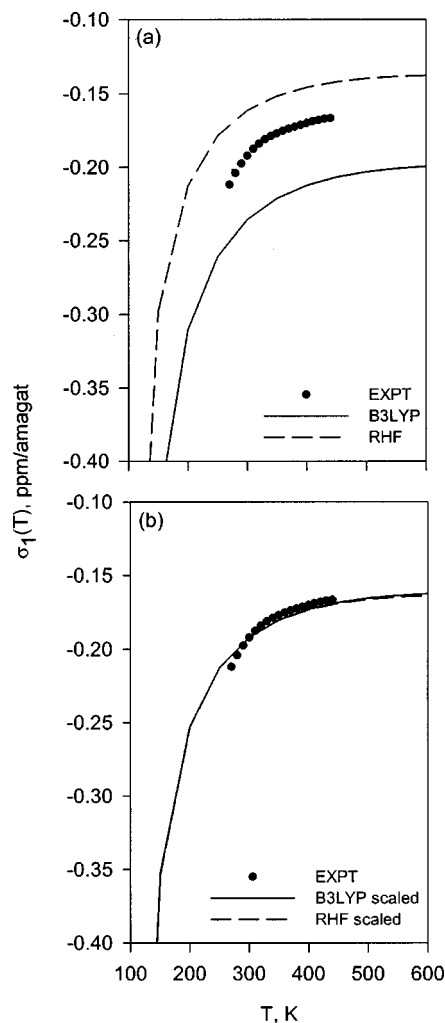 -0.10
(a)
-0.15
-0.20
-0.25
-0.30
-0.35
-0.40
EXPT
B3LYP
RHF
σ1(T), ppm/amagat
-0.10
(b)
-0.15
-0.20
-0.25
-0.30
-0.35
-0.40
EXPT
B3LYP scaled
RHF scaled
100 200 300 400 500 600
T, K